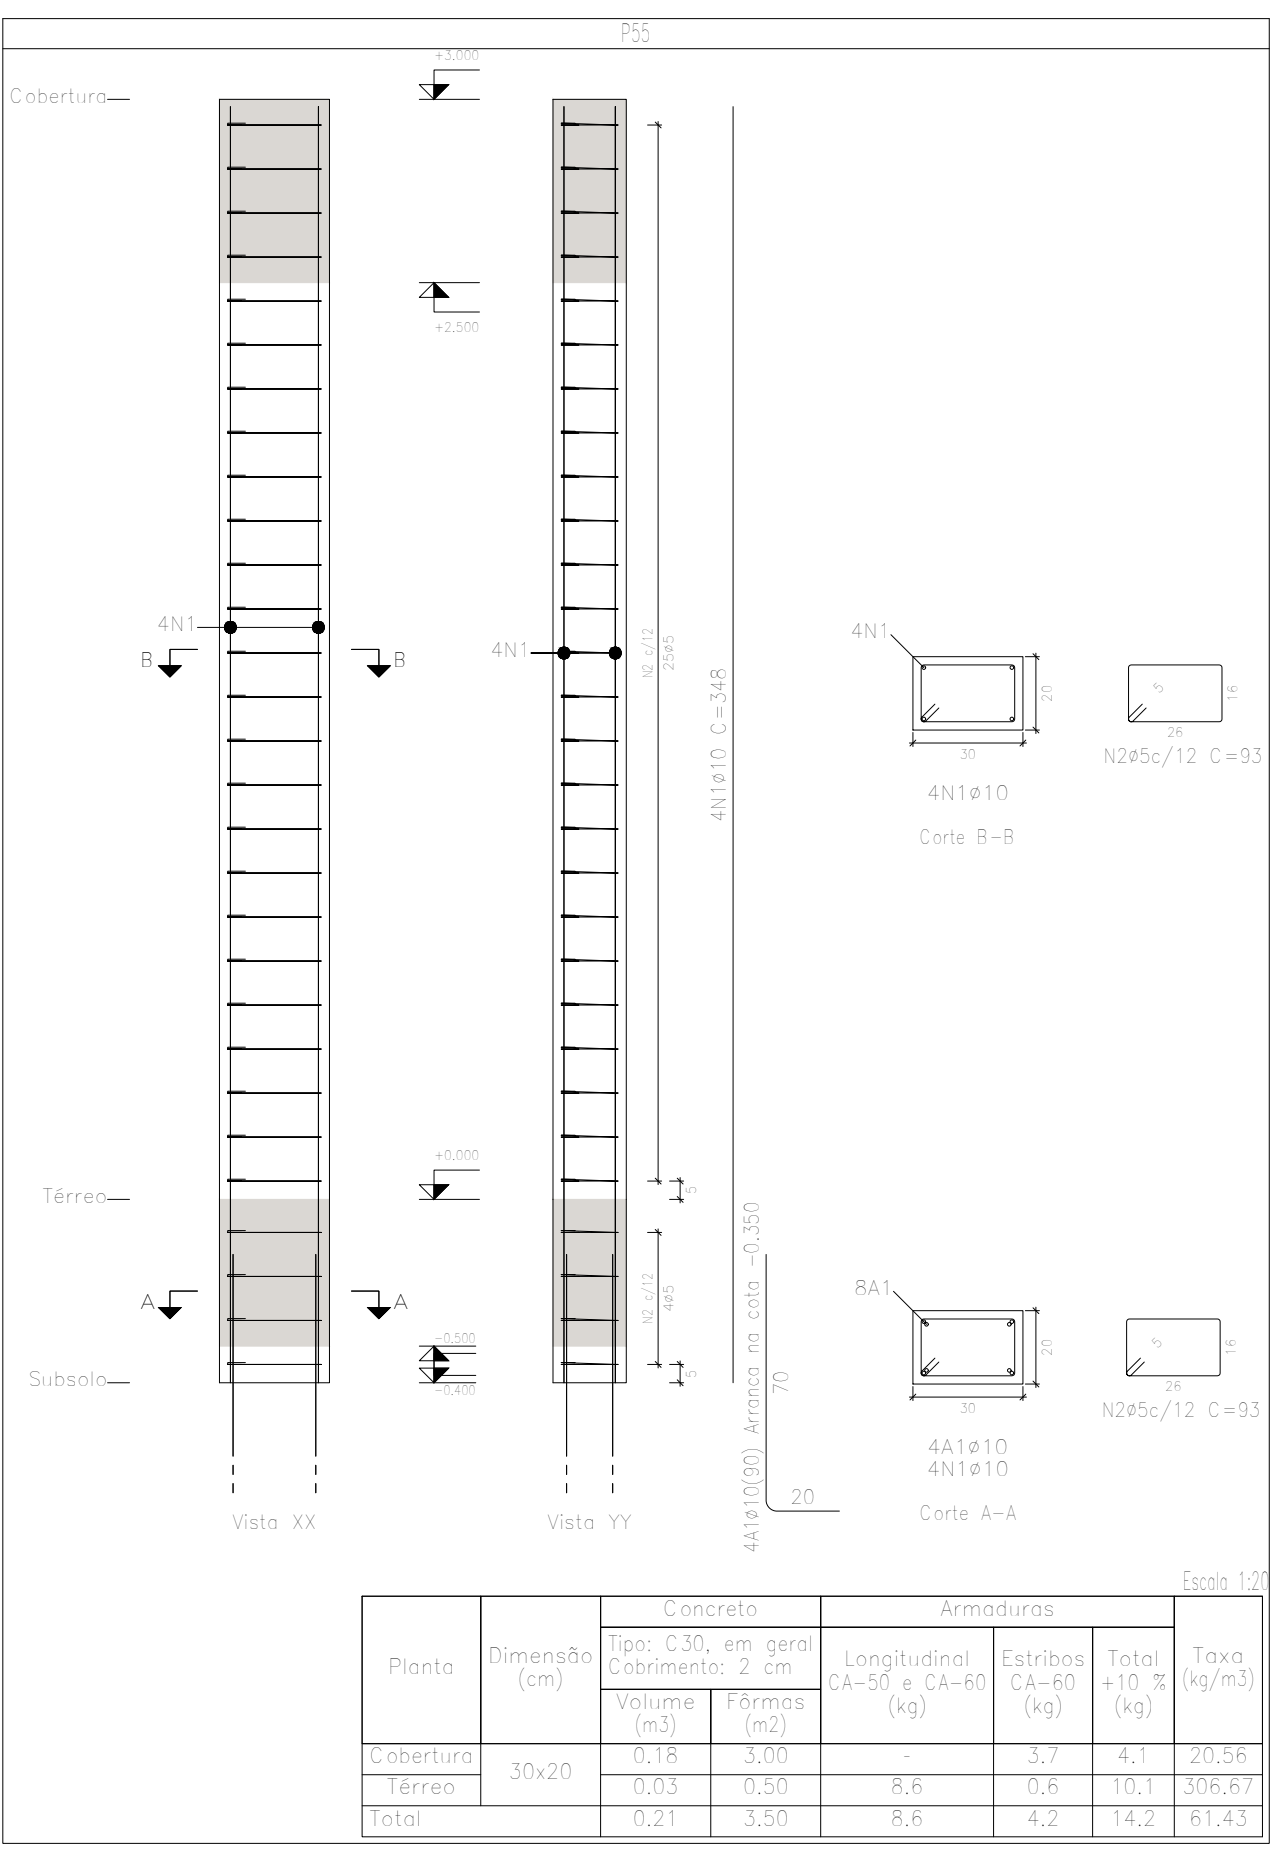 P55
+3.000
Cobertura
+2.500
4N1
B
B
4N1
N2 c/12
25ø5
4N1ø10 C=348
4N1
20
30
4N1ø10
Corte B-B
5
16
26
N2ø5c/12 C=93
+0.000
Térreo
5
A
A
N2 c/12
4ø5
-0.500
5
Subsolo
-0.400
4A1ø10(90) Arranca na cota -0.350
70
20
8A1
20
30
4A1ø10
4N1ø10
Corte A-A
5
16
26
N2ø5c/12 C=93
Vista XX
Vista YY
Escala 1:20
Planta
Dimensão
(cm)
Concreto
Tipo: C30, em geral
Cobrimento: 2 cm
Volume
(m3)
Fôrmas
(m2)
Armaduras
Longitudinal
CA-50 e CA-60
(kg)
Estribos
CA-60
(kg)
Total
+10 %
(kg)
Taxa
(kg/m3)
Cobertura 30x20 0.18 3.00 - 3.7 4.1 20.56
Térreo 0.03 0.50 8.6 0.6 10.1 306.67
Total 0.21 3.50 8.6 4.2 14.2 61.43